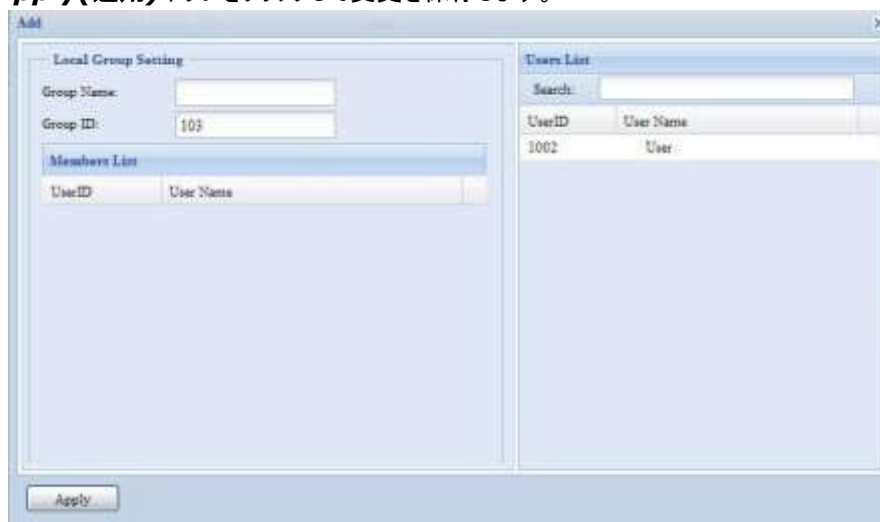 Add
Local Group Setting
Group Name:
Group ID: 103
Members List
UserID User Name
Users List
Search:
UserID User Name
1002 User
Apply